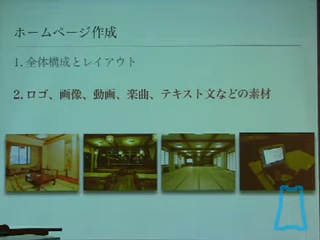 ホームページ作成
1. 全体構成とレイアウト
2. ロゴ、画像、動画、楽曲、テキスト文などの素材